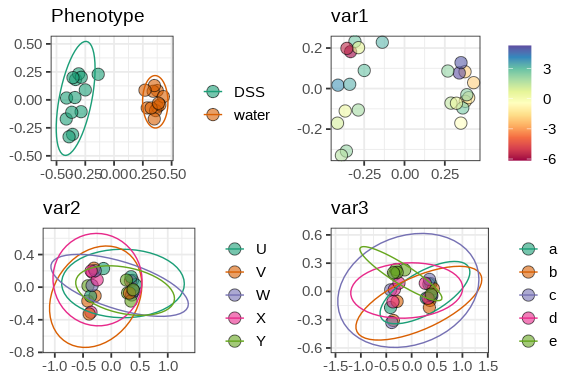 Phenotype
0.50
0.25
0.00
-0.25
-0.50
-0.50 -0.25 0.00 0.25 0.50
DSS
water
var1
0.2
0.0
-0.2
-0.25 0.00 0.25
3
0
-3
-6
var2
0.4
0.0
-0.4
-0.8
-1.0 -0.5 0.0 0.5 1.0
U
V
W
X
Y
var3
0.6
0.3
0.0
-0.3
-0.6
-1.5 -1.0 -0.5 0.0 0.5 1.0 1.5
a
b
c
d
e